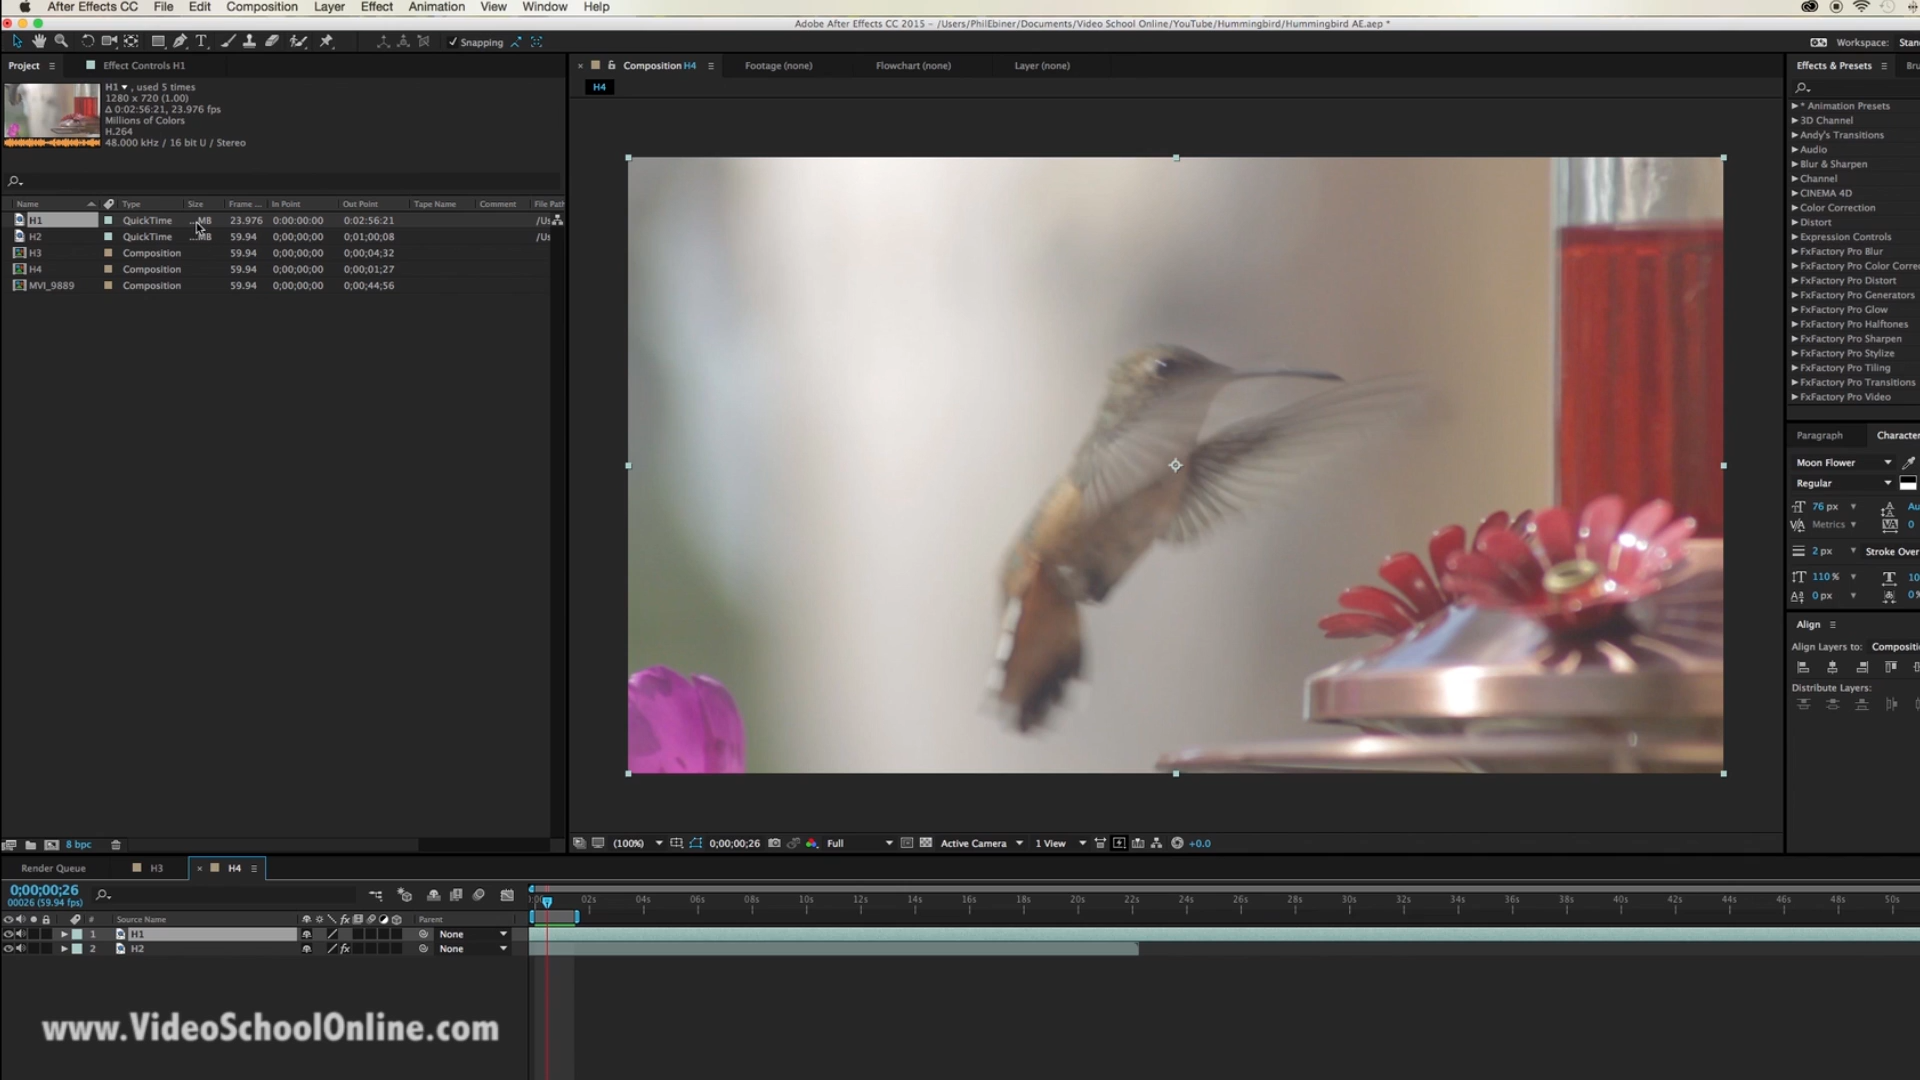 After Effects CC File Edit Composition Layer Effect Animation View Window Help
Adobe After Effects CC 2015 - /Users/PhilEbiner/Documents/Video School Online/YouTube/Hummingbird/Hummingbird AE.aep *
Snapping
Workspace: Stan
Project
Effect Controls H1
H1 , used 5 times
1280 x 720 (1.00)
Δ 0:02:56:21, 23.976 fps
Millions of Colors
H.264
48.000 kHz / 16 bit U / Stereo
Name Type Size Frame ... In Point Out Point Tape Name Comment File Path
H1 QuickTime ...MB 23.976 0:00:00:00 0:02:56:21 /Us
H2 QuickTime ...MB 59.94 0;00;00;00 0;01;00;08 /Us
H3 Composition 59.94 0;00;00;00 0;00;04;32
H4 Composition 59.94 0;00;00;00 0;00;01;27
MVI_9889 Composition 59.94 0;00;00;00 0;00;44;56
8 bpc
Composition H4 Footage (none) Flowchart (none) Layer (none)
H4
(100%) 0;00;00;26 Full Active Camera 1 View +0.0
Effects & Presets Bru
* Animation Presets
3D Channel
Andy's Transitions
Audio
Blur & Sharpen
Channel
CINEMA 4D
Color Correction
Distort
Expression Controls
FxFactory Pro Blur
FxFactory Pro Color Corre
FxFactory Pro Distort
FxFactory Pro Generators
FxFactory Pro Glow
FxFactory Pro Halftones
FxFactory Pro Sharpen
FxFactory Pro Stylize
FxFactory Pro Tiling
FxFactory Pro Transitions
FxFactory Pro Video
Paragraph Character
Moon Flower
Regular
76 px Au
Metrics 0
2 px Stroke Over
110 % 10
0 px 0%
Align
Align Layers to: Compositi
Distribute Layers:
Render Queue H3 H4
0;00;00;26
00026 (59.94 fps)
# Source Name Parent
1 H1 None
2 H2 None
02s 04s 06s 08s 10s 12s 14s 16s 18s 20s 22s 24s 26s 28s 30s 32s 34s 36s 38s 40s 42s 44s 46s 48s 50s
www.VideoSchoolOnline.com